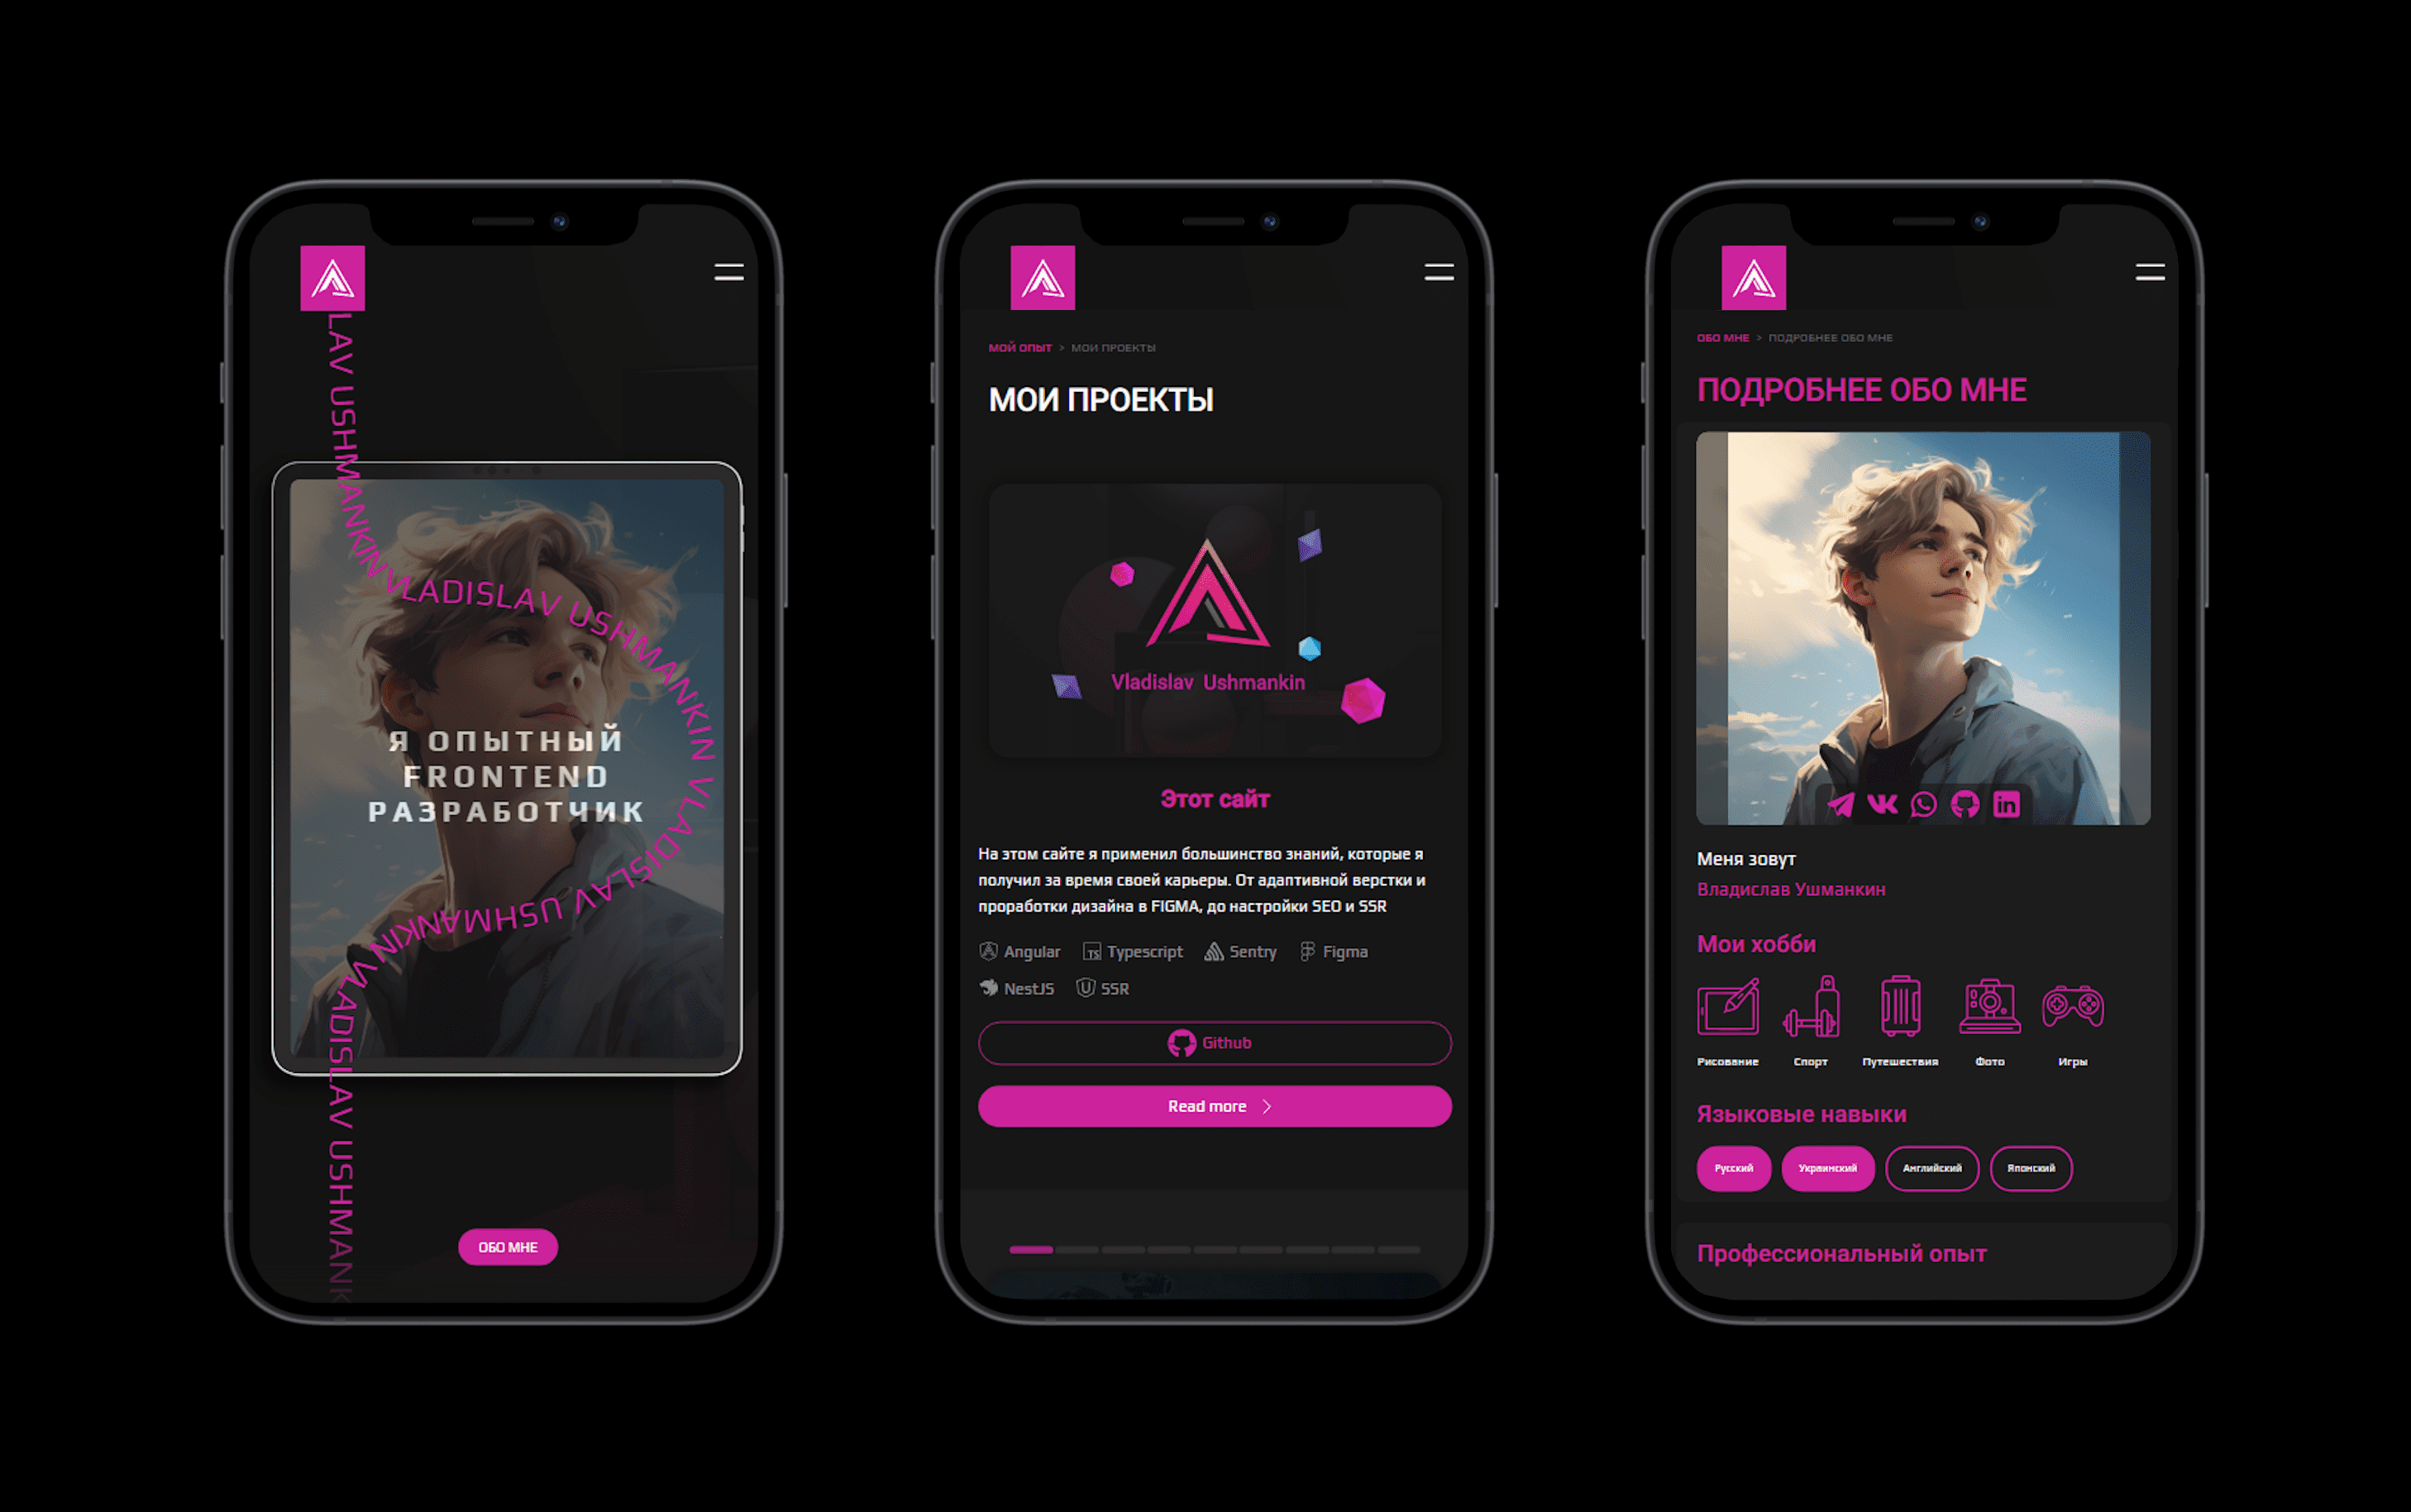 LAV USHMANKIN VLADISLAV USHMANKIN VLADISLAV USHMANKIN VLADISLAV USHMANK
Я ОПЫТНЫЙ
FRONTEND
РАЗРАБОТЧИК
ОБО МНЕ
МОЙ ОПЫТ > МОИ ПРОЕКТЫ
МОИ ПРОЕКТЫ
Vladislav Ushmankin
Этот сайт
На этом сайте я применил большинство знаний, которые я
получил за время своей карьеры. От адаптивной верстки и
проработки дизайна в FIGMA, до настройки SEO и SSR
Angular TS Typescript Sentry Figma
NestJS U SSR
Github
Read more
ОБО МНЕ > ПОДРОБНЕЕ ОБО МНЕ
ПОДРОБНЕЕ ОБО МНЕ
in
Меня зовут
Владислав Ушманкин
Мои хобби
Рисование Спорт Путешествия Фото Игры
Языковые навыки
Русский Украинский Английский Японский
Профессиональный опыт